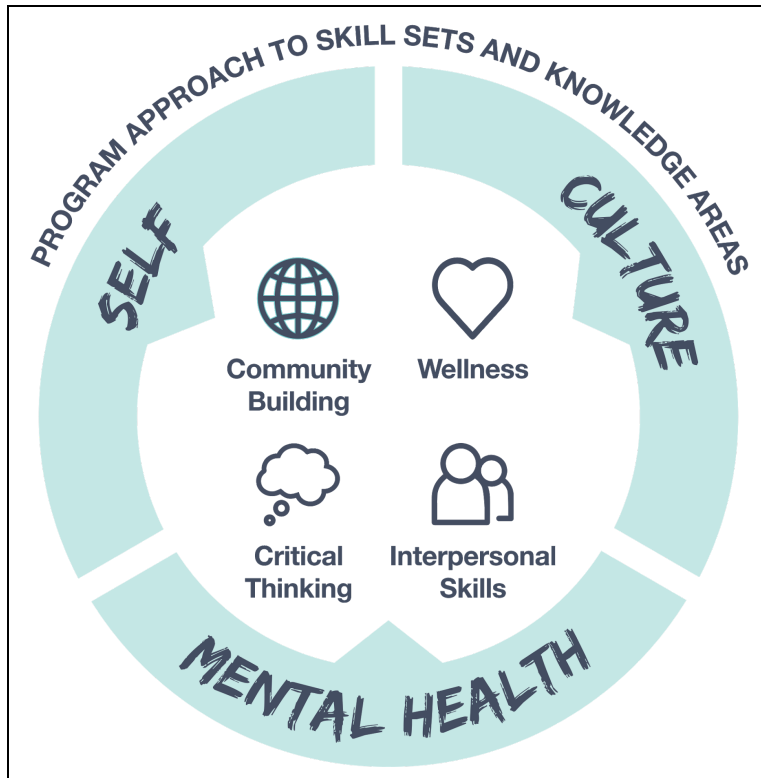 PROGRAM APPROACH TO SKILL SETS AND KNOWLEDGE AREAS
SELF
CULTURE
Community
Building
Wellness
Critical
Thinking
Interpersonal
Skills
MENTAL HEALTH